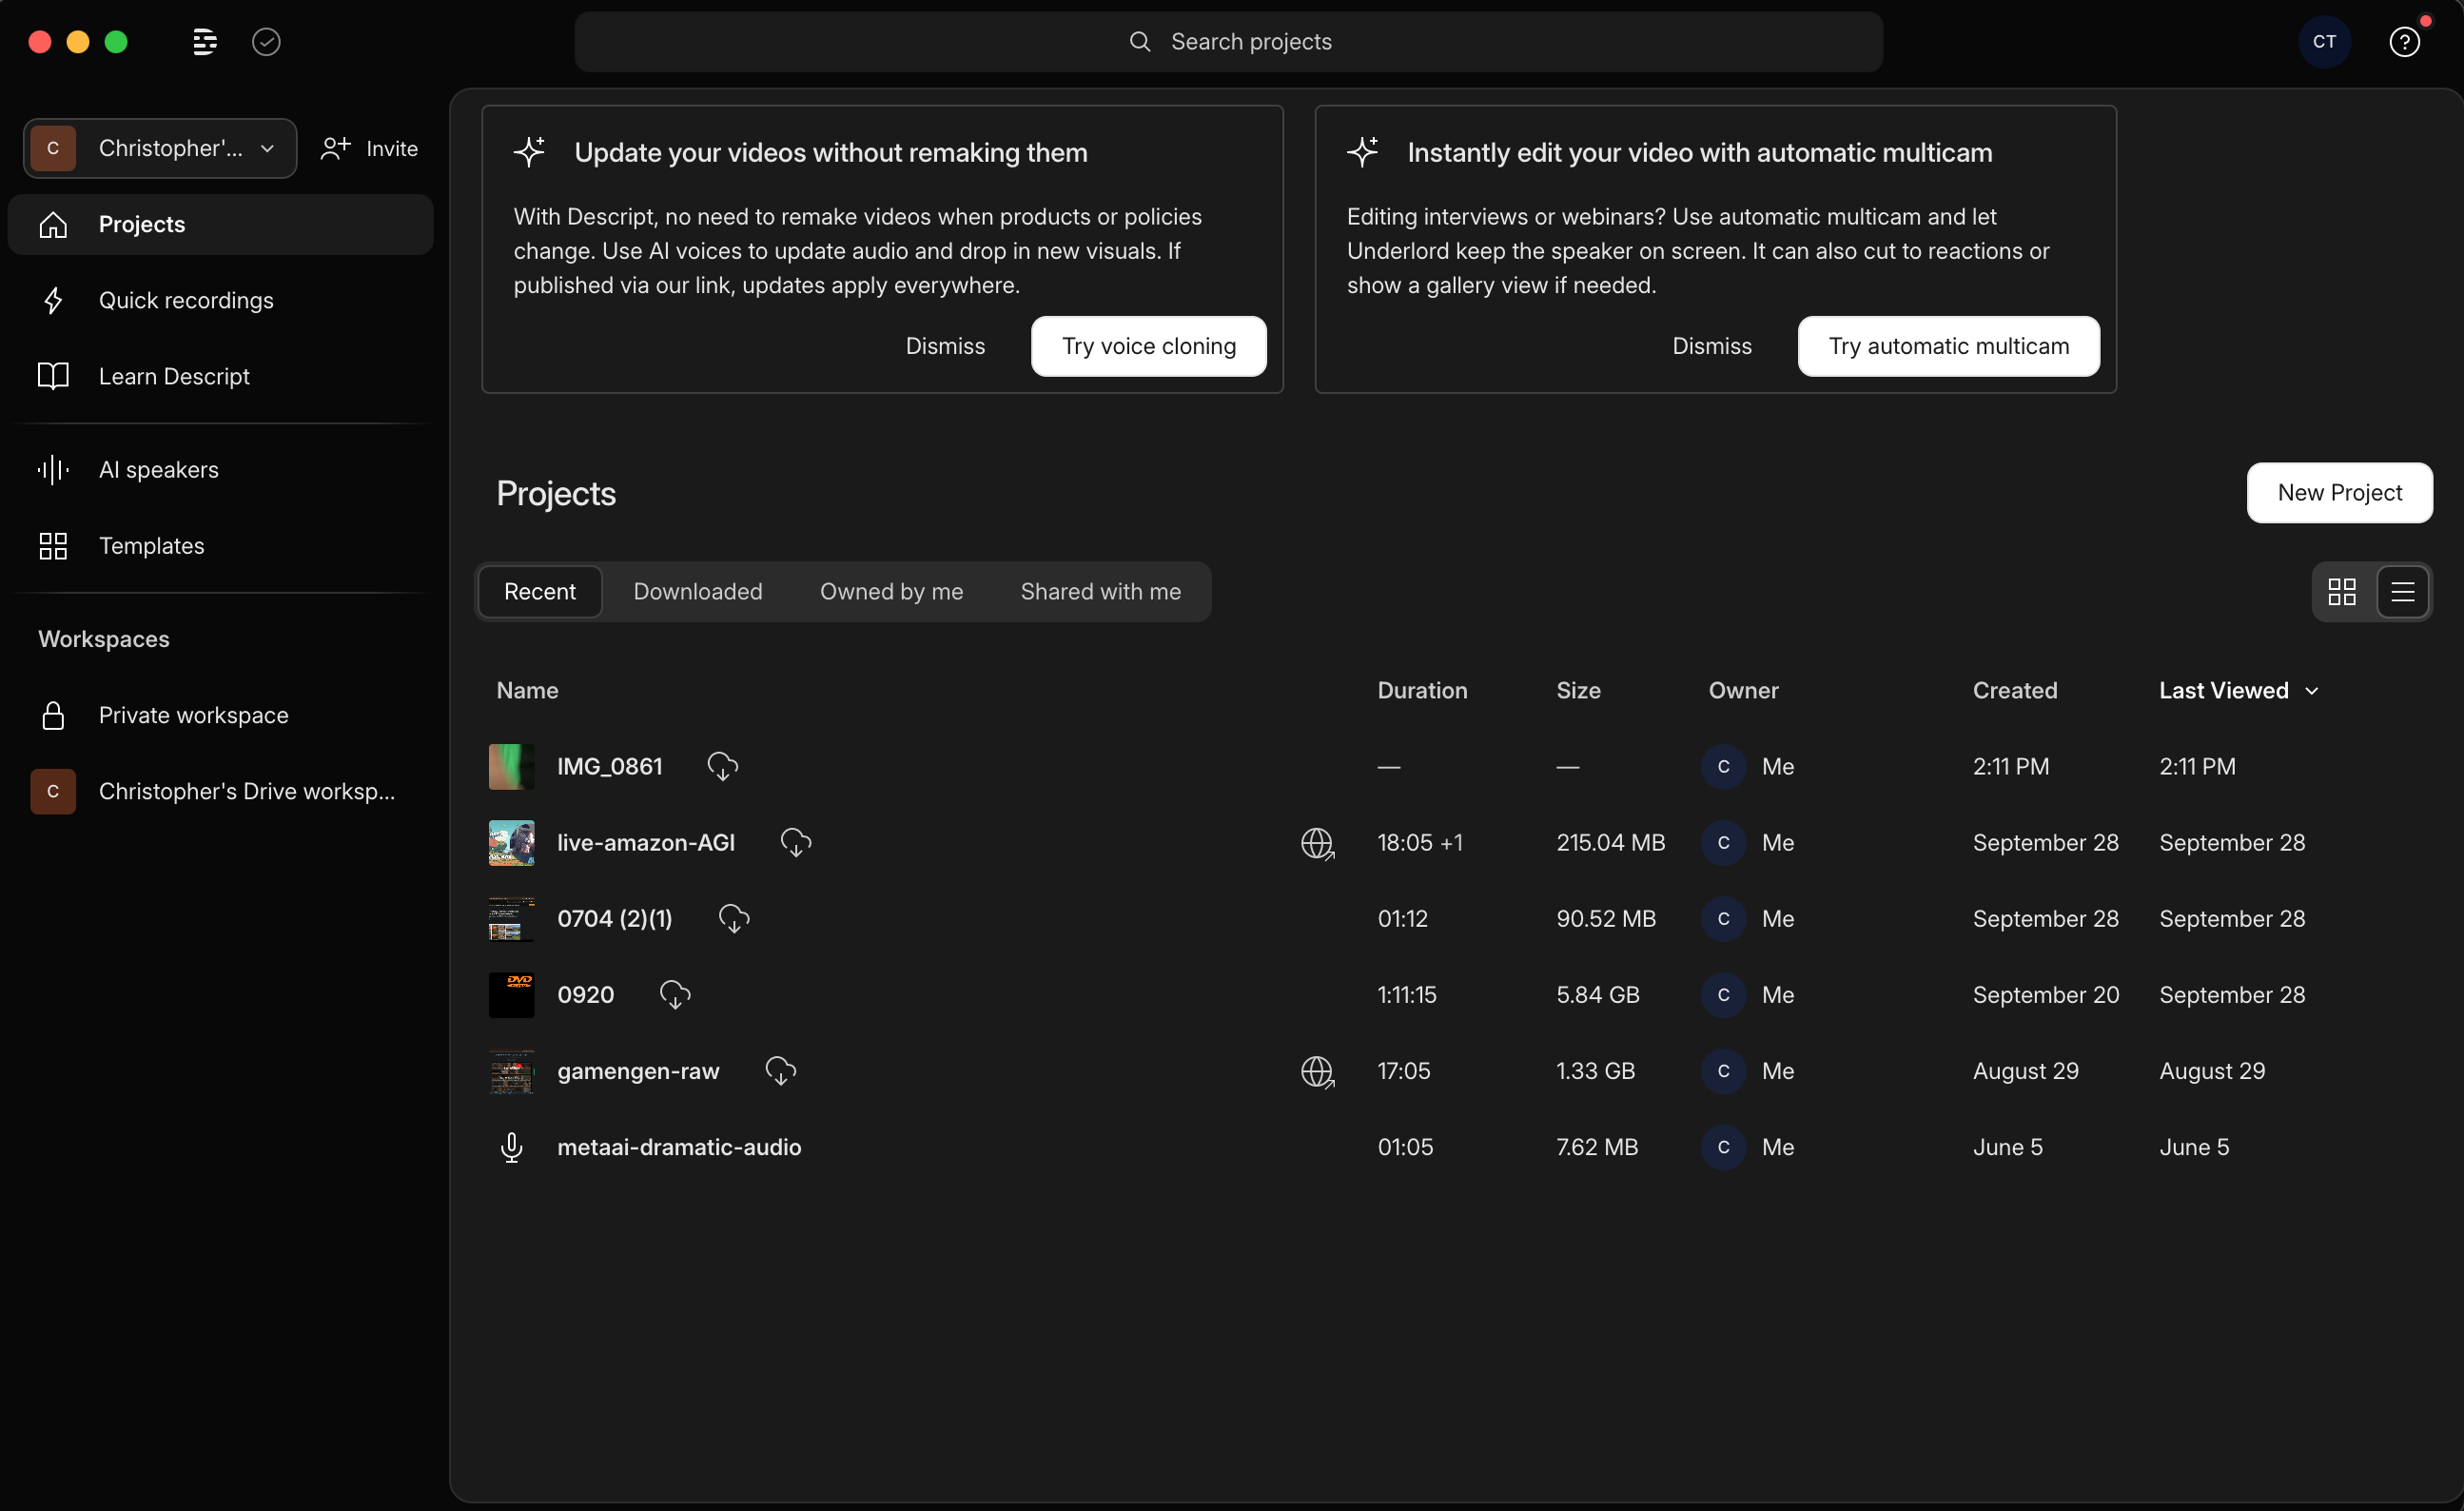 Search projects
CT
C
Christopher'...
Invite
Projects
Quick recordings
Learn Descript
AI speakers
Templates
Workspaces
Private workspace
C
Christopher's Drive worksp...
Update your videos without remaking them
With Descript, no need to remake videos when products or policies
change. Use AI voices to update audio and drop in new visuals. If
published via our link, updates apply everywhere.
Dismiss
Try voice cloning
Instantly edit your video with automatic multicam
Editing interviews or webinars? Use automatic multicam and let
Underlord keep the speaker on screen. It can also cut to reactions or
show a gallery view if needed.
Dismiss
Try automatic multicam
Projects
New Project
Recent Downloaded Owned by me Shared with me
Name Duration Size Owner Created Last Viewed
IMG_0861 — — C Me 2:11 PM 2:11 PM
live-amazon-AGI 18:05 +1 215.04 MB C Me September 28 September 28
0704 (2)(1) 01:12 90.52 MB C Me September 28 September 28
DVD
0920 1:11:15 5.84 GB C Me September 20 September 28
gamengen-raw 17:05 1.33 GB C Me August 29 August 29
metaai-dramatic-audio 01:05 7.62 MB C Me June 5 June 5